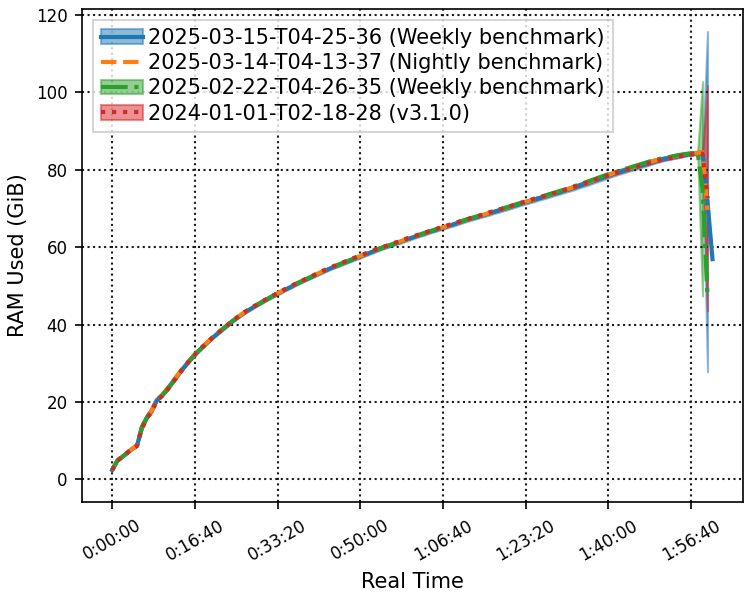 2025-03-15-T04-25-36 (Weekly benchmark)
2025-03-14-T04-13-37 (Nightly benchmark)
2025-02-22-T04-26-35 (Weekly benchmark)
2024-01-01-T02-18-28 (v3.1.0)
120
100
80
60
40
20
0
RAM Used (GiB)
0:00:00
0:16:40
0:33:20
0:50:00
1:06:40
1:23:20
1:40:00
1:56:40
Real Time